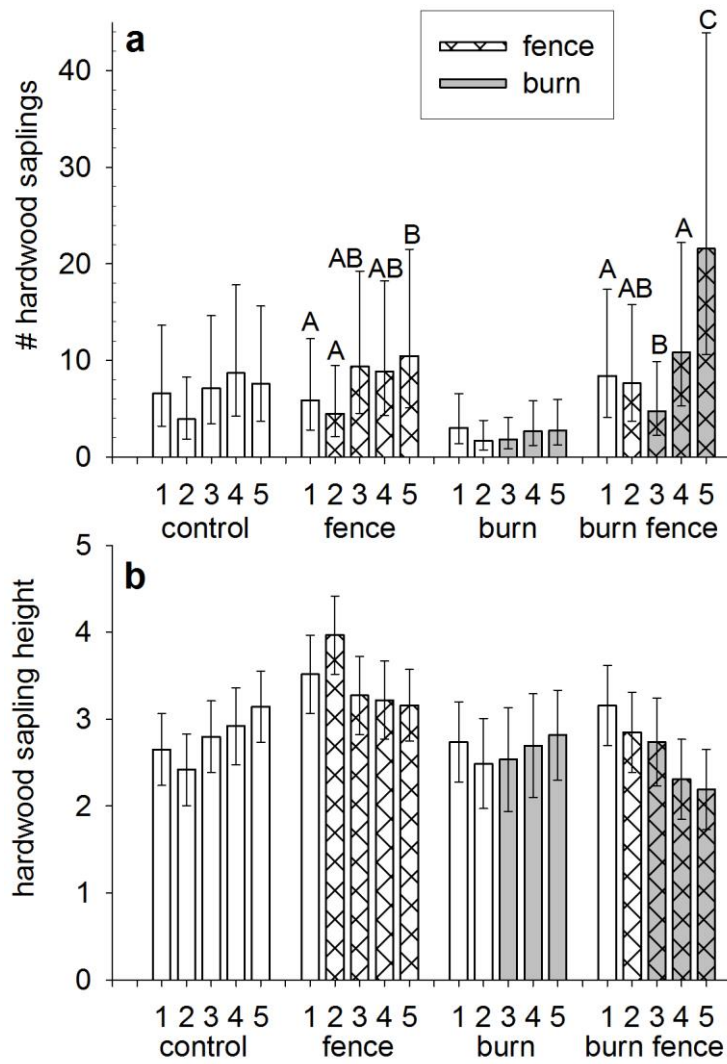 a
fence
burn
C
40
# hardwood saplings
30
20
10
0
A
A
AB
AB
B
A
AB
B
A
1 2 3 4 5 1 2 3 4 5 1 2 3 4 5 1 2 3 4 5
control fence burn burn fence
b
hardwood sapling height
5
4
3
2
1
0
1 2 3 4 5 1 2 3 4 5 1 2 3 4 5 1 2 3 4 5
control fence burn burn fence